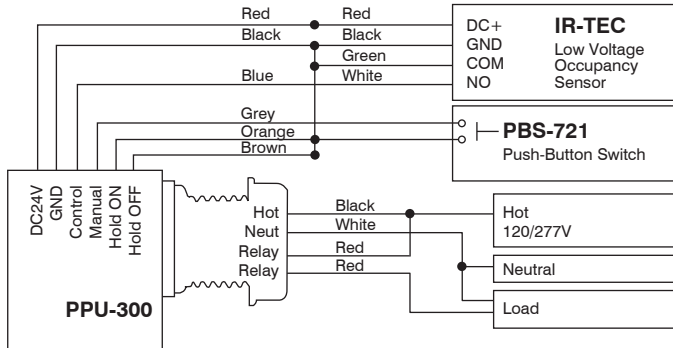 Red Red
Black Black
Green
Blue White
DC+
GND
COM
NO
IR-TEC
Low Voltage
Occupancy
Sensor
Grey
Orange
Brown
PBS-721
Push-Button Switch
DC24V
GND
Control
Manual
Hold ON
Hold OFF
PPU-300
Hot
Neut
Relay
Relay
Black
White
Red
Red
Hot
120/277V
Neutral
Load